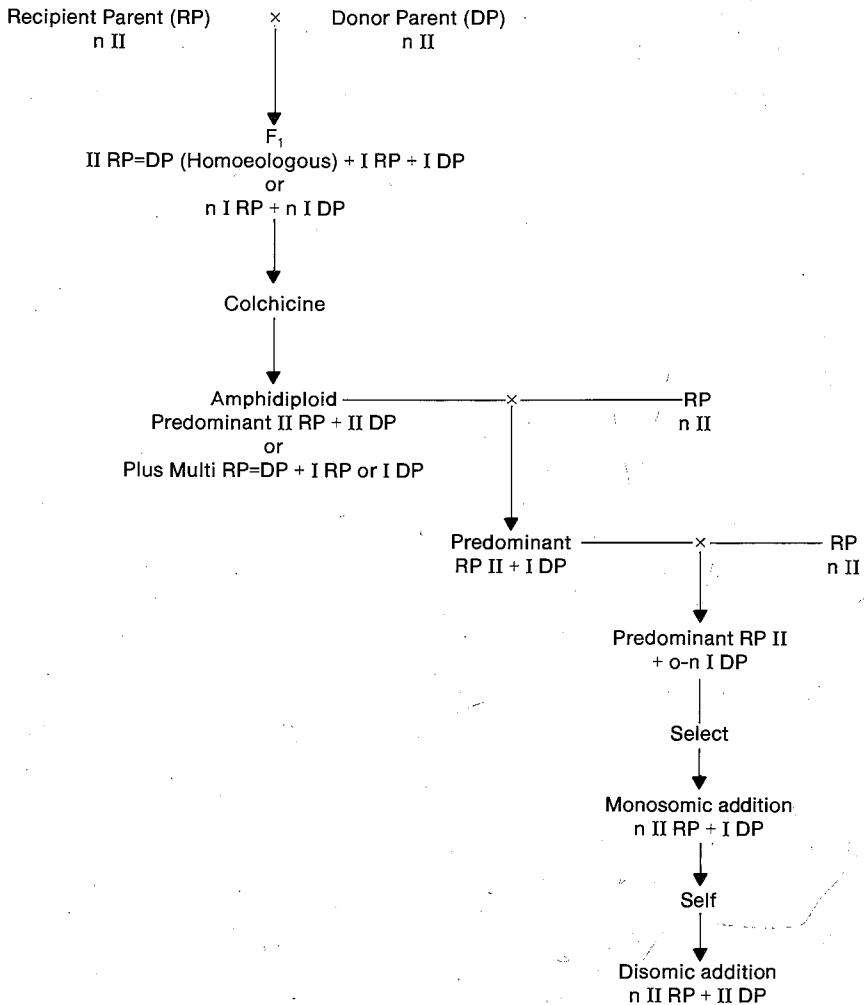 Recipient Parent (RP) × Donor Parent (DP)
n II n II
F₁
II RP=DP (Homoeologous) + I RP + I DP
or
n I RP + n I DP
Colchicine
Amphidiploid × RP
Predominant II RP + II DP n II
or
Plus Multi RP=DP + I RP or I DP
Predominant × RP
RP II + I DP n II
Predominant RP II
+ o-n I DP
Select
Monosomic addition
n II RP + I DP
Self
Disomic addition
n II RP + II DP